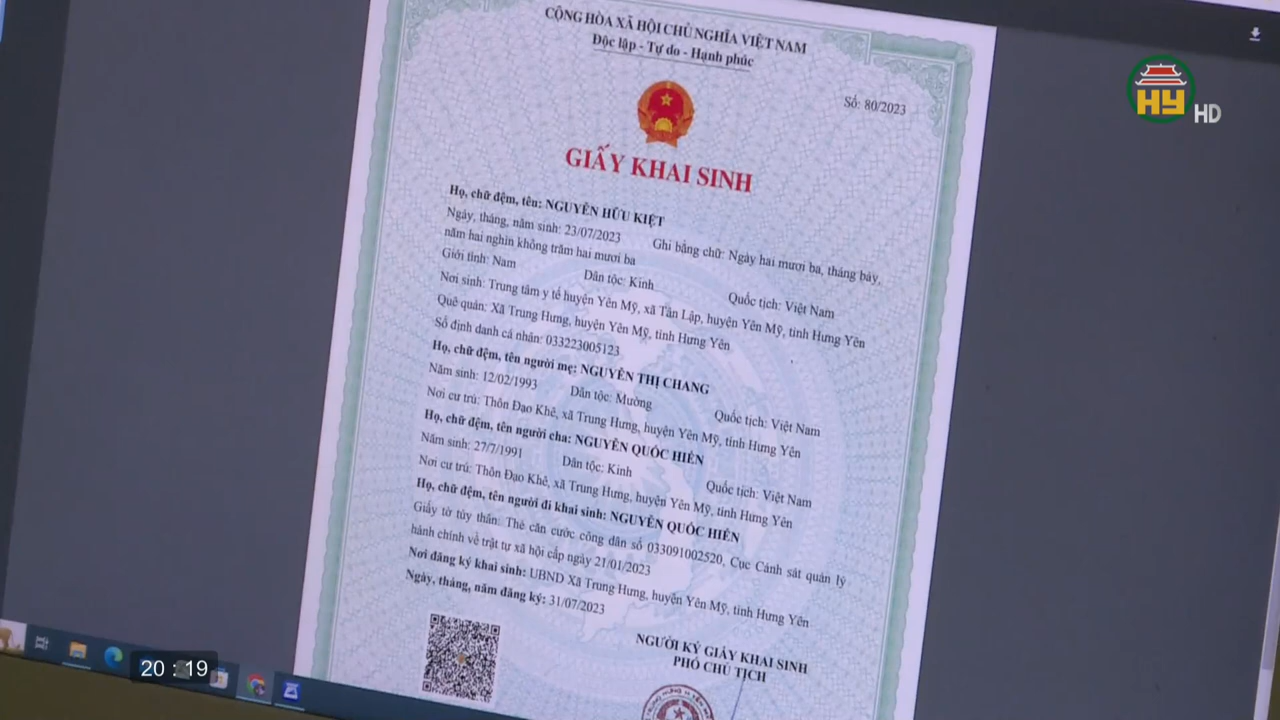 CỘNG HÒA XÃ HỘI CHỦ NGHĨA VIỆT NAM
Độc lập - Tự do - Hạnh phúc
HY HD
Số: 80/2023
GIẤY KHAI SINH
Họ, chữ đệm, tên: NGUYỄN HỮU KIỆT
Ngày, tháng, năm sinh: 23/07/2023 Ghi bằng chữ: Ngày hai mươi ba, tháng bảy,
năm hai nghìn không trăm hai mươi ba
Giới tính: Nam Dân tộc: Kinh Quốc tịch: Việt Nam
Nơi sinh: Trung tâm y tế huyện Yên Mỹ, xã Tân Lập, huyện Yên Mỹ, tỉnh Hưng Yên
Quê quán: Xã Trung Hưng, huyện Yên Mỹ, tỉnh Hưng Yên
Số định danh cá nhân: 033223005123
Họ, chữ đệm, tên người mẹ: NGUYỄN THỊ CHANG
Năm sinh: 12/02/1993 Dân tộc: Mường Quốc tịch: Việt Nam
Nơi cư trú: Thôn Đạo Khê, xã Trung Hưng, huyện Yên Mỹ, tỉnh Hưng Yên
Họ, chữ đệm, tên người cha: NGUYỄN QUỐC HIẾN
Năm sinh: 27/7/1991 Dân tộc: Kinh Quốc tịch: Việt Nam
Nơi cư trú: Thôn Đạo Khê, xã Trung Hưng, huyện Yên Mỹ, tỉnh Hưng Yên
Họ, chữ đệm, tên người đi khai sinh: NGUYỄN QUỐC HIẾN
Giấy tờ tùy thân: Thẻ căn cước công dân số 033091002520, Cục Cảnh sát quản lý
hành chính về trật tự xã hội cấp ngày 21/01/2023
Nơi đăng ký khai sinh: UBND Xã Trung Hưng, huyện Yên Mỹ, tỉnh Hưng Yên
Ngày, tháng, năm đăng ký: 31/07/2023
NGƯỜI KÝ GIẤY KHAI SINH
PHÓ CHỦ TỊCH
20:19